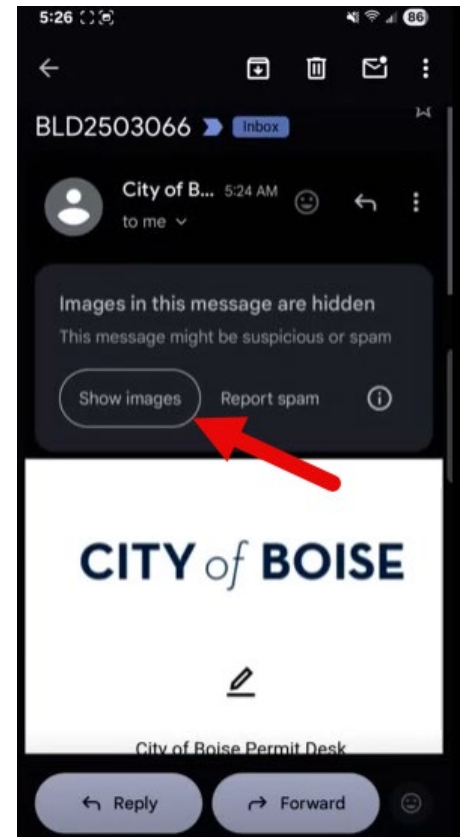 5:26 86
BLD2503066 Inbox
City of B... 5:24 AM
to me
Images in this message are hidden
This message might be suspicious or spam
Show images Report spam
CITY of BOISE
City of Boise Permit Desk
Reply Forward